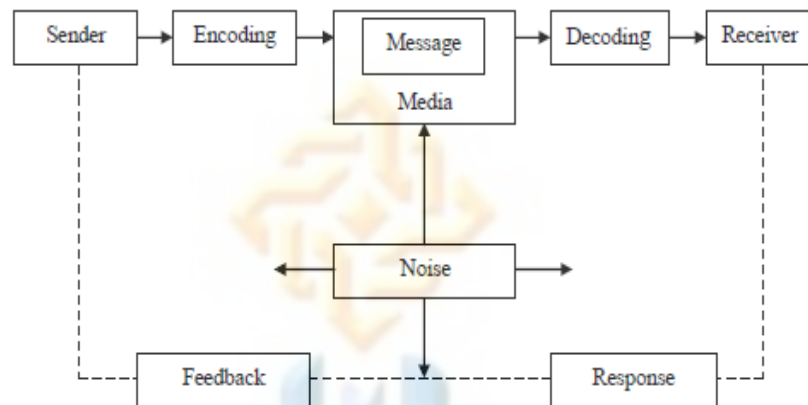 Sender
Encoding
Message
Media
Decoding
Receiver
Noise
Feedback
Response